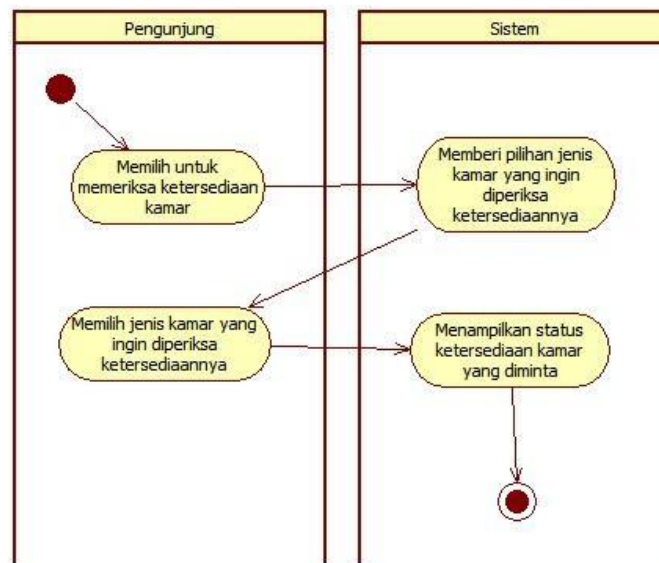 Pengunjung
Sistem
Memilih untuk
memeriksa ketersediaan
kamar
Memberi pilihan jenis
kamar yang ingin
diperiksa
ketersediaannya
Memilih jenis kamar yang
ingin diperiksa
ketersediaannya
Menampilkan status
ketersediaan kamar
yang diminta